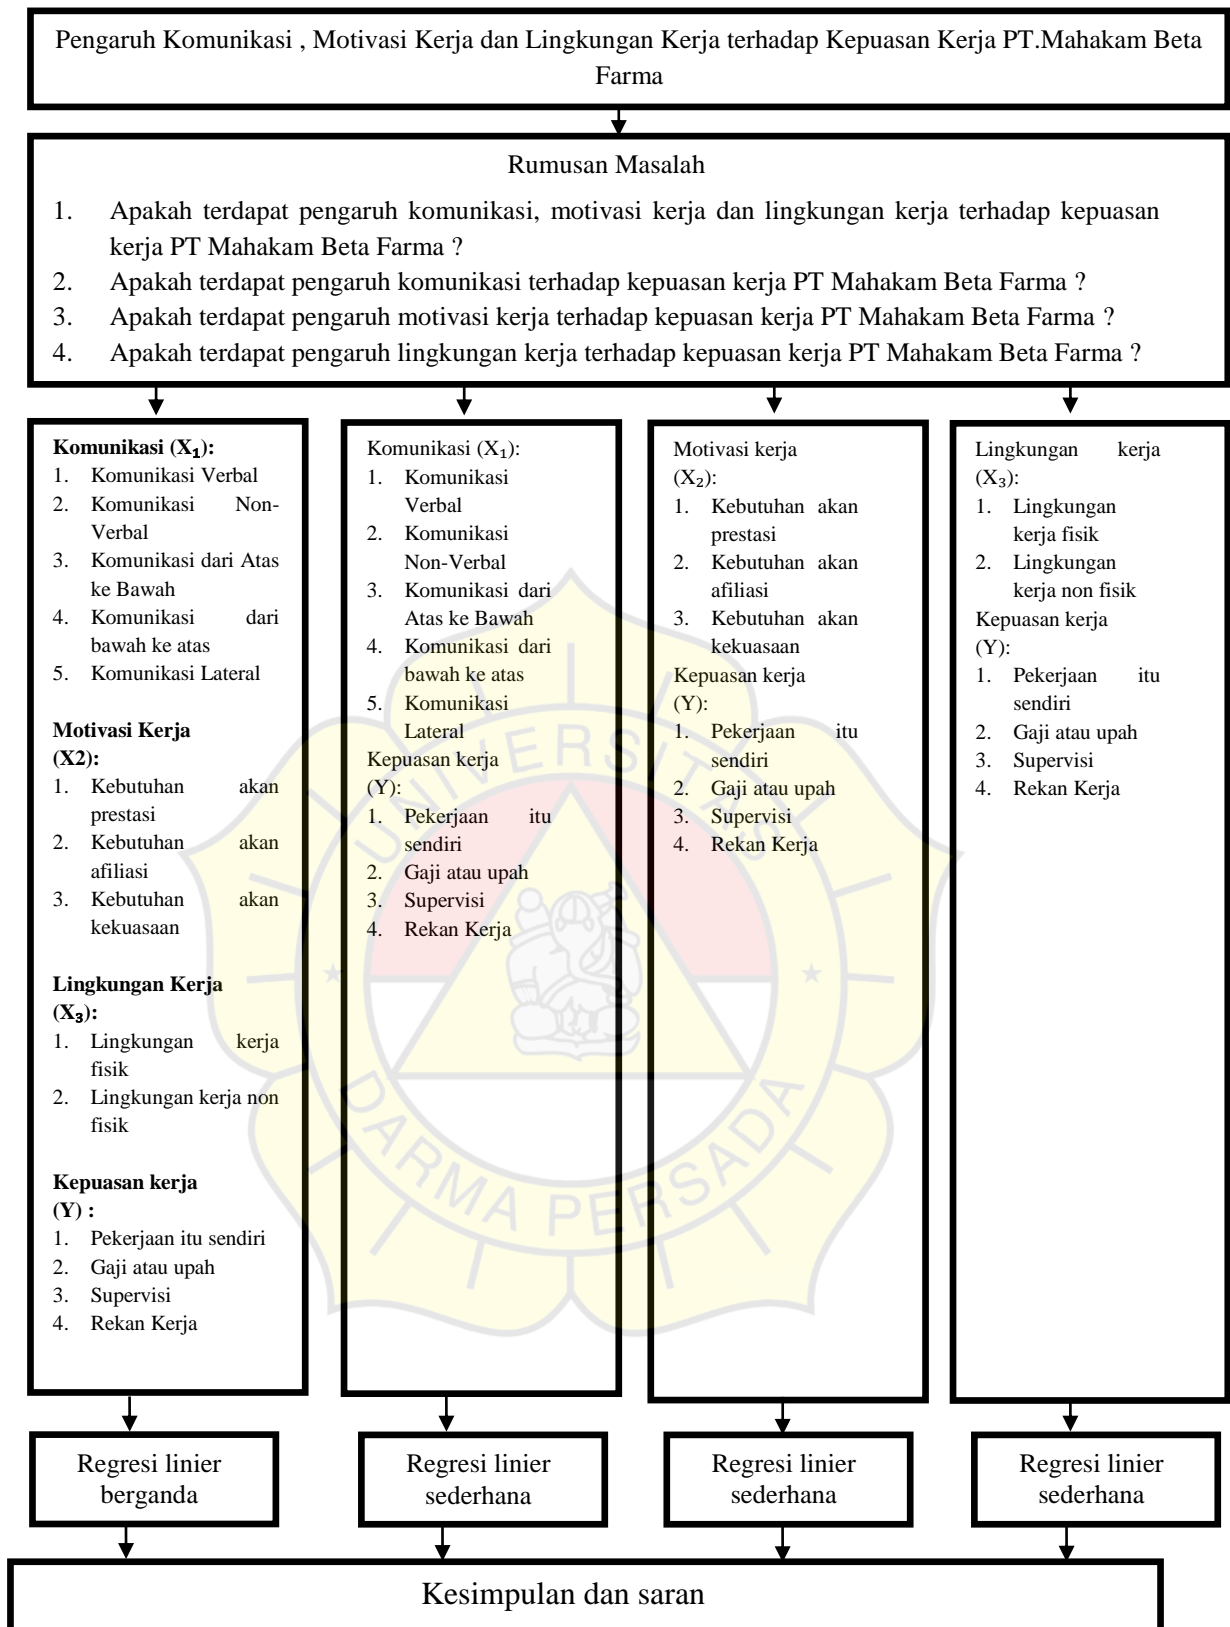 Pengaruh Komunikasi , Motivasi Kerja dan Lingkungan Kerja terhadap Kepuasan Kerja PT.Mahakam Beta
Farma
Rumusan Masalah
1. Apakah terdapat pengaruh komunikasi, motivasi kerja dan lingkungan kerja terhadap kepuasan
kerja PT Mahakam Beta Farma ?
2. Apakah terdapat pengaruh komunikasi terhadap kepuasan kerja PT Mahakam Beta Farma ?
3. Apakah terdapat pengaruh motivasi kerja terhadap kepuasan kerja PT Mahakam Beta Farma ?
4. Apakah terdapat pengaruh lingkungan kerja terhadap kepuasan kerja PT Mahakam Beta Farma ?
Komunikasi (X₁):
1. Komunikasi Verbal
2. Komunikasi Non-
Verbal
3. Komunikasi dari Atas
ke Bawah
4. Komunikasi dari
bawah ke atas
5. Komunikasi Lateral
Motivasi Kerja
(X2):
1. Kebutuhan akan
prestasi
2. Kebutuhan akan
afiliasi
3. Kebutuhan akan
kekuasaan
Lingkungan Kerja
(X₃):
1. Lingkungan kerja
fisik
2. Lingkungan kerja non
fisik
Kepuasan kerja
(Y) :
1. Pekerjaan itu sendiri
2. Gaji atau upah
3. Supervisi
4. Rekan Kerja
Komunikasi (X₁):
1. Komunikasi
Verbal
2. Komunikasi
Non-Verbal
3. Komunikasi dari
Atas ke Bawah
4. Komunikasi dari
bawah ke atas
5. Komunikasi
Lateral
Kepuasan kerja
(Y):
1. Pekerjaan itu
sendiri
2. Gaji atau upah
3. Supervisi
4. Rekan Kerja
Motivasi kerja
(X₂):
1. Kebutuhan akan
prestasi
2. Kebutuhan akan
afiliasi
3. Kebutuhan akan
kekuasaan
Kepuasan kerja
(Y):
1. Pekerjaan itu
sendiri
2. Gaji atau upah
3. Supervisi
4. Rekan Kerja
Lingkungan kerja
(X₃):
1. Lingkungan
kerja fisik
2. Lingkungan
kerja non fisik
Kepuasan kerja
(Y):
1. Pekerjaan itu
sendiri
2. Gaji atau upah
3. Supervisi
4. Rekan Kerja
UNIVERSITAS
DARMA PERSADA
Regresi linier
berganda
Regresi linier
sederhana
Regresi linier
sederhana
Regresi linier
sederhana
Kesimpulan dan saran